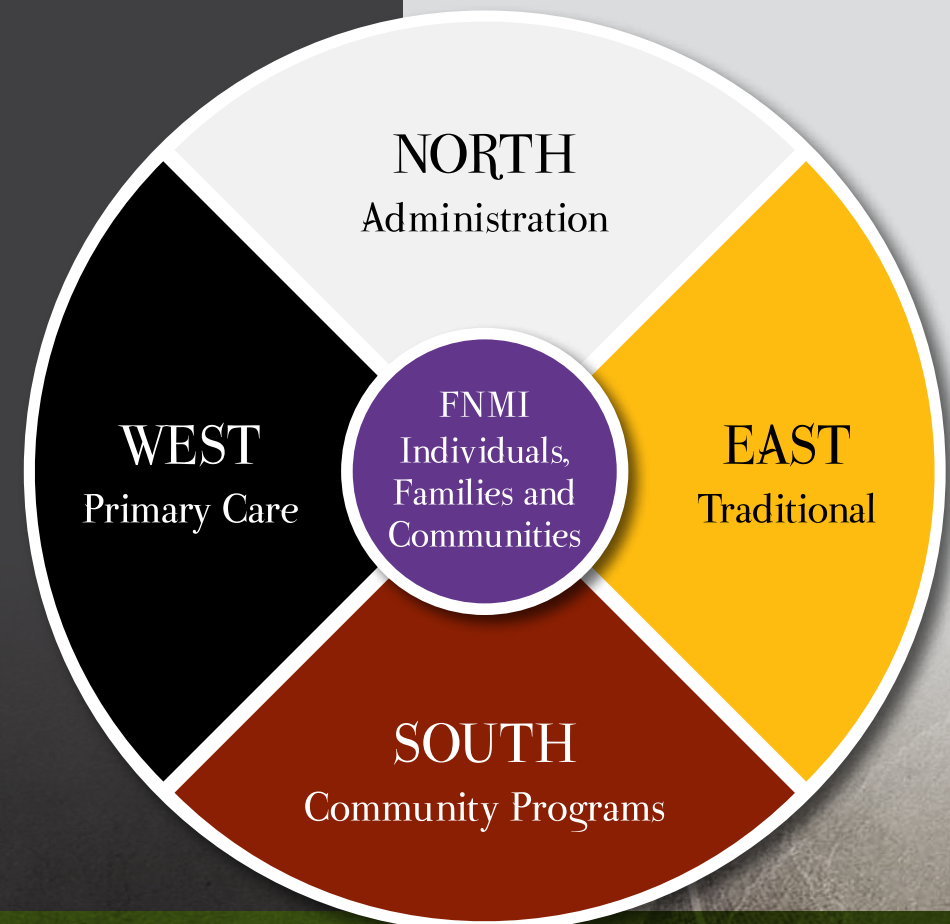 NORTH
Administration
WEST
Primary Care
FNMI
Individuals,
Families and
Communities
EAST
Traditional
SOUTH
Community Programs